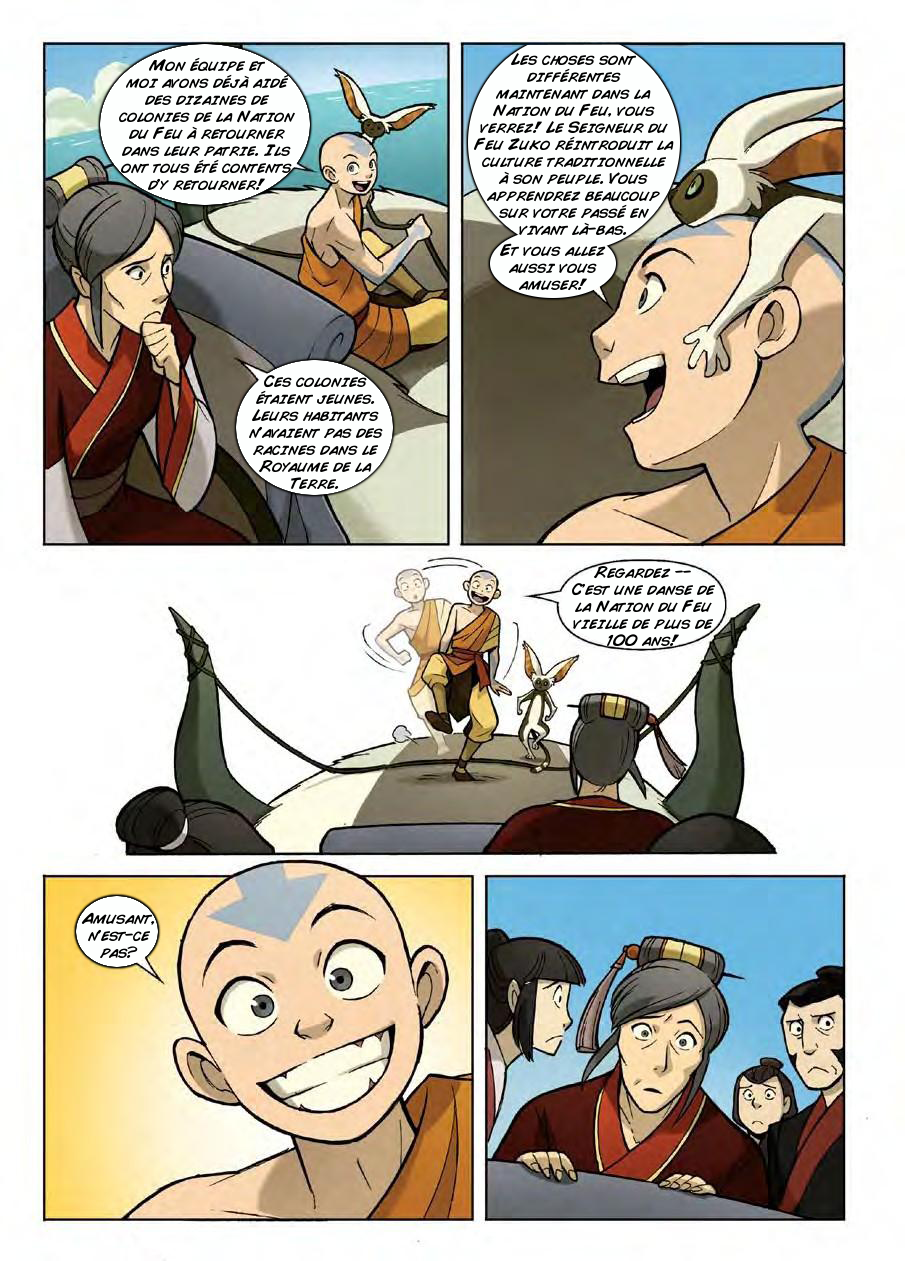 Mon équipe et
moi avons déjà aidé
des dizaines de
colonies de la Nation
du Feu à retourner
dans leur patrie. Ils
ont tous été contents
d'y retourner!
Ces colonies
étaient jeunes.
Leurs habitants
n'avaient pas des
racines dans le
Royaume de la
Terre.
Les choses sont
différentes
maintenant dans la
Nation du Feu, vous
verrez! Le Seigneur du
Feu Zuko réintroduit la
culture traditionnelle
à son peuple. Vous
apprendrez beaucoup
sur votre passé en
vivant là-bas.
Et vous allez
aussi vous
amuser!
Regardez --
C'est une danse de
la Nation du Feu
vieille de plus de
100 ans!
Amusant,
n'est-ce
pas?